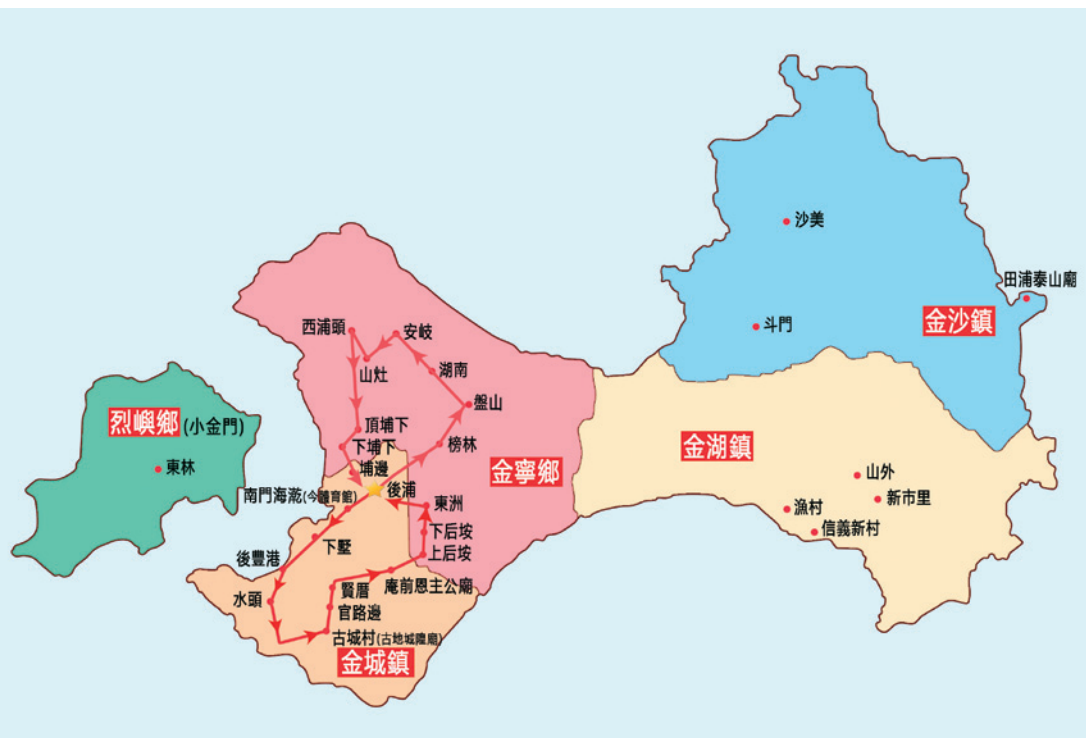 沙美
田浦泰山廟
斗門
金沙鎮
西浦頭
安岐
山灶
湖南
盤山
烈嶼鄉(小金門)
東林
頂埔下
下埔下
榜林
埔邊
金寧鄉
金湖鎮
山外
新市里
漁村
信義新村
後浦
南門海漧(今體育館)
東洲
下墅
下后垵
上后垵
後豐港
庵前恩主公廟
水頭
賢厝
官路邊
古城村(古地城隍廟)
金城鎮